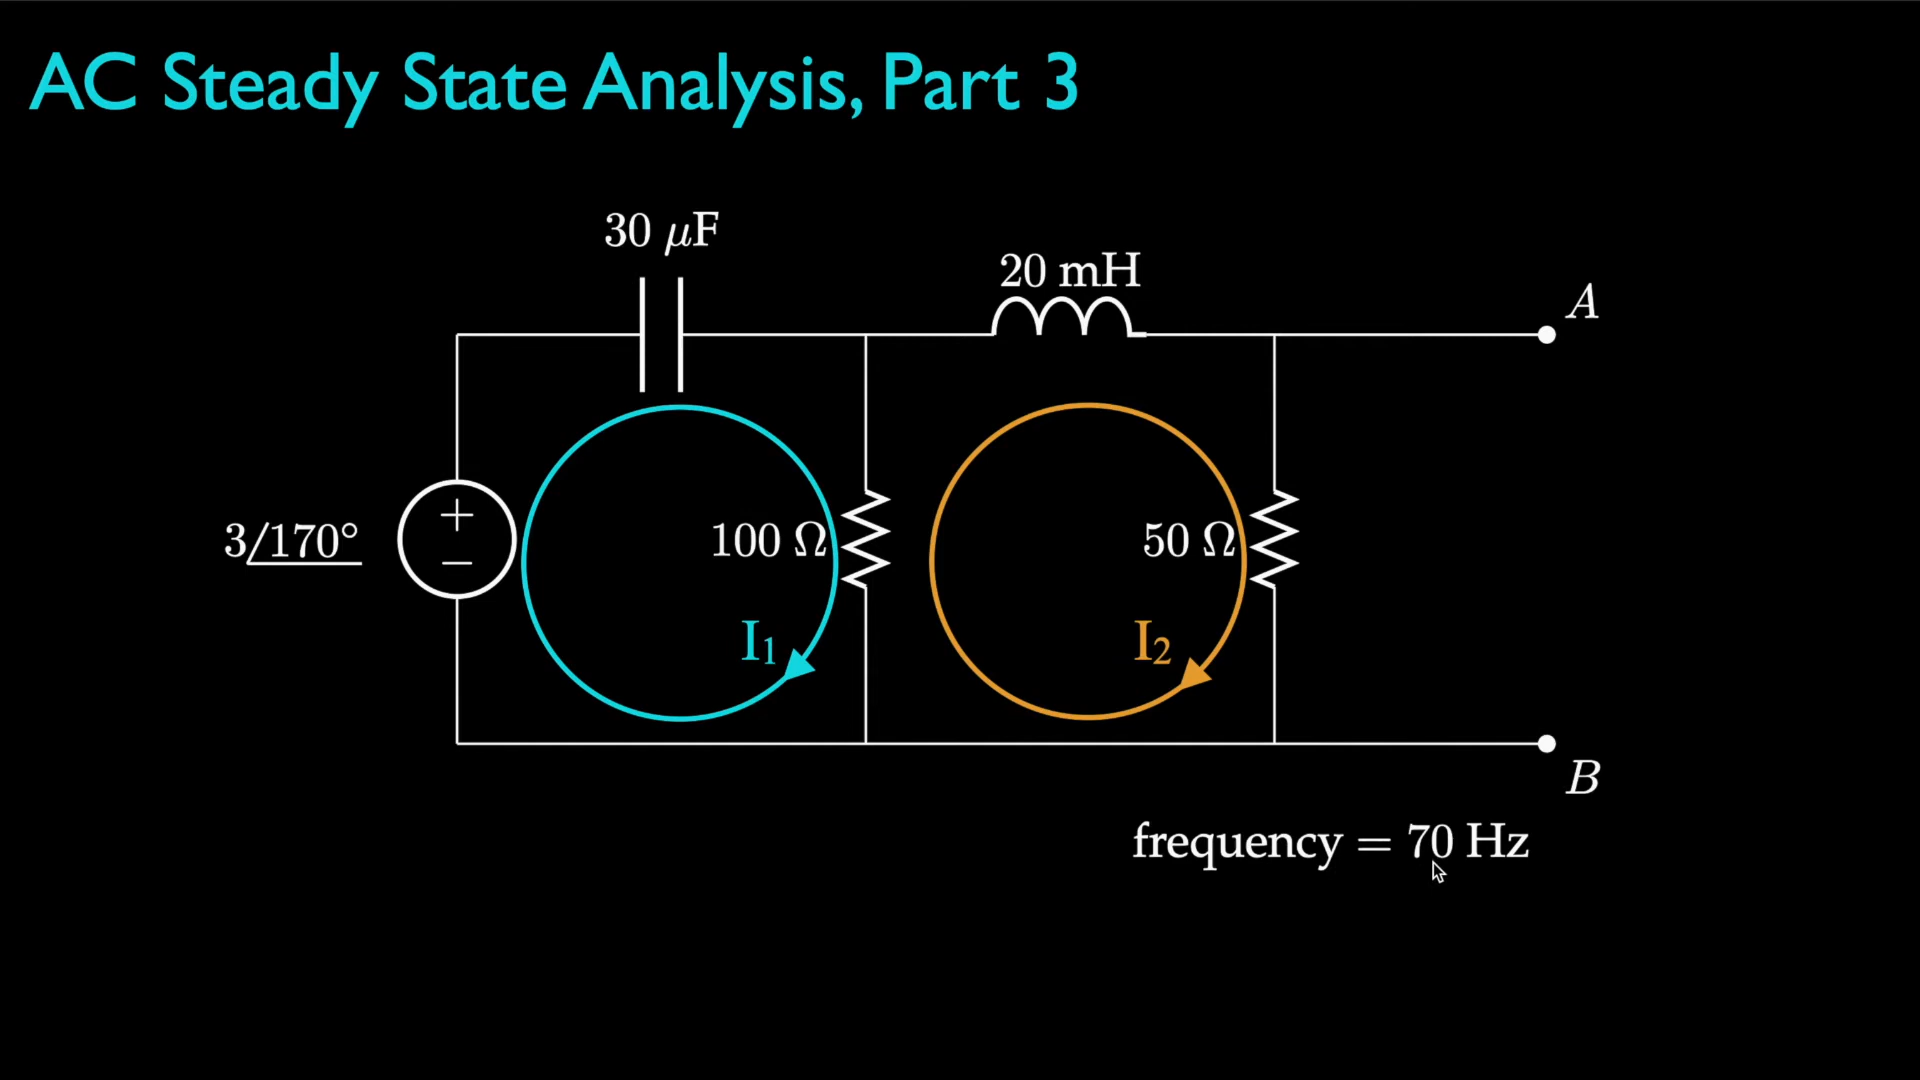 AC Steady State Analysis, Part 3
30 μF
20 mH
A
3/170°
+
−
100 Ω
50 Ω
I₁
I₂
B
frequency = 70 Hz